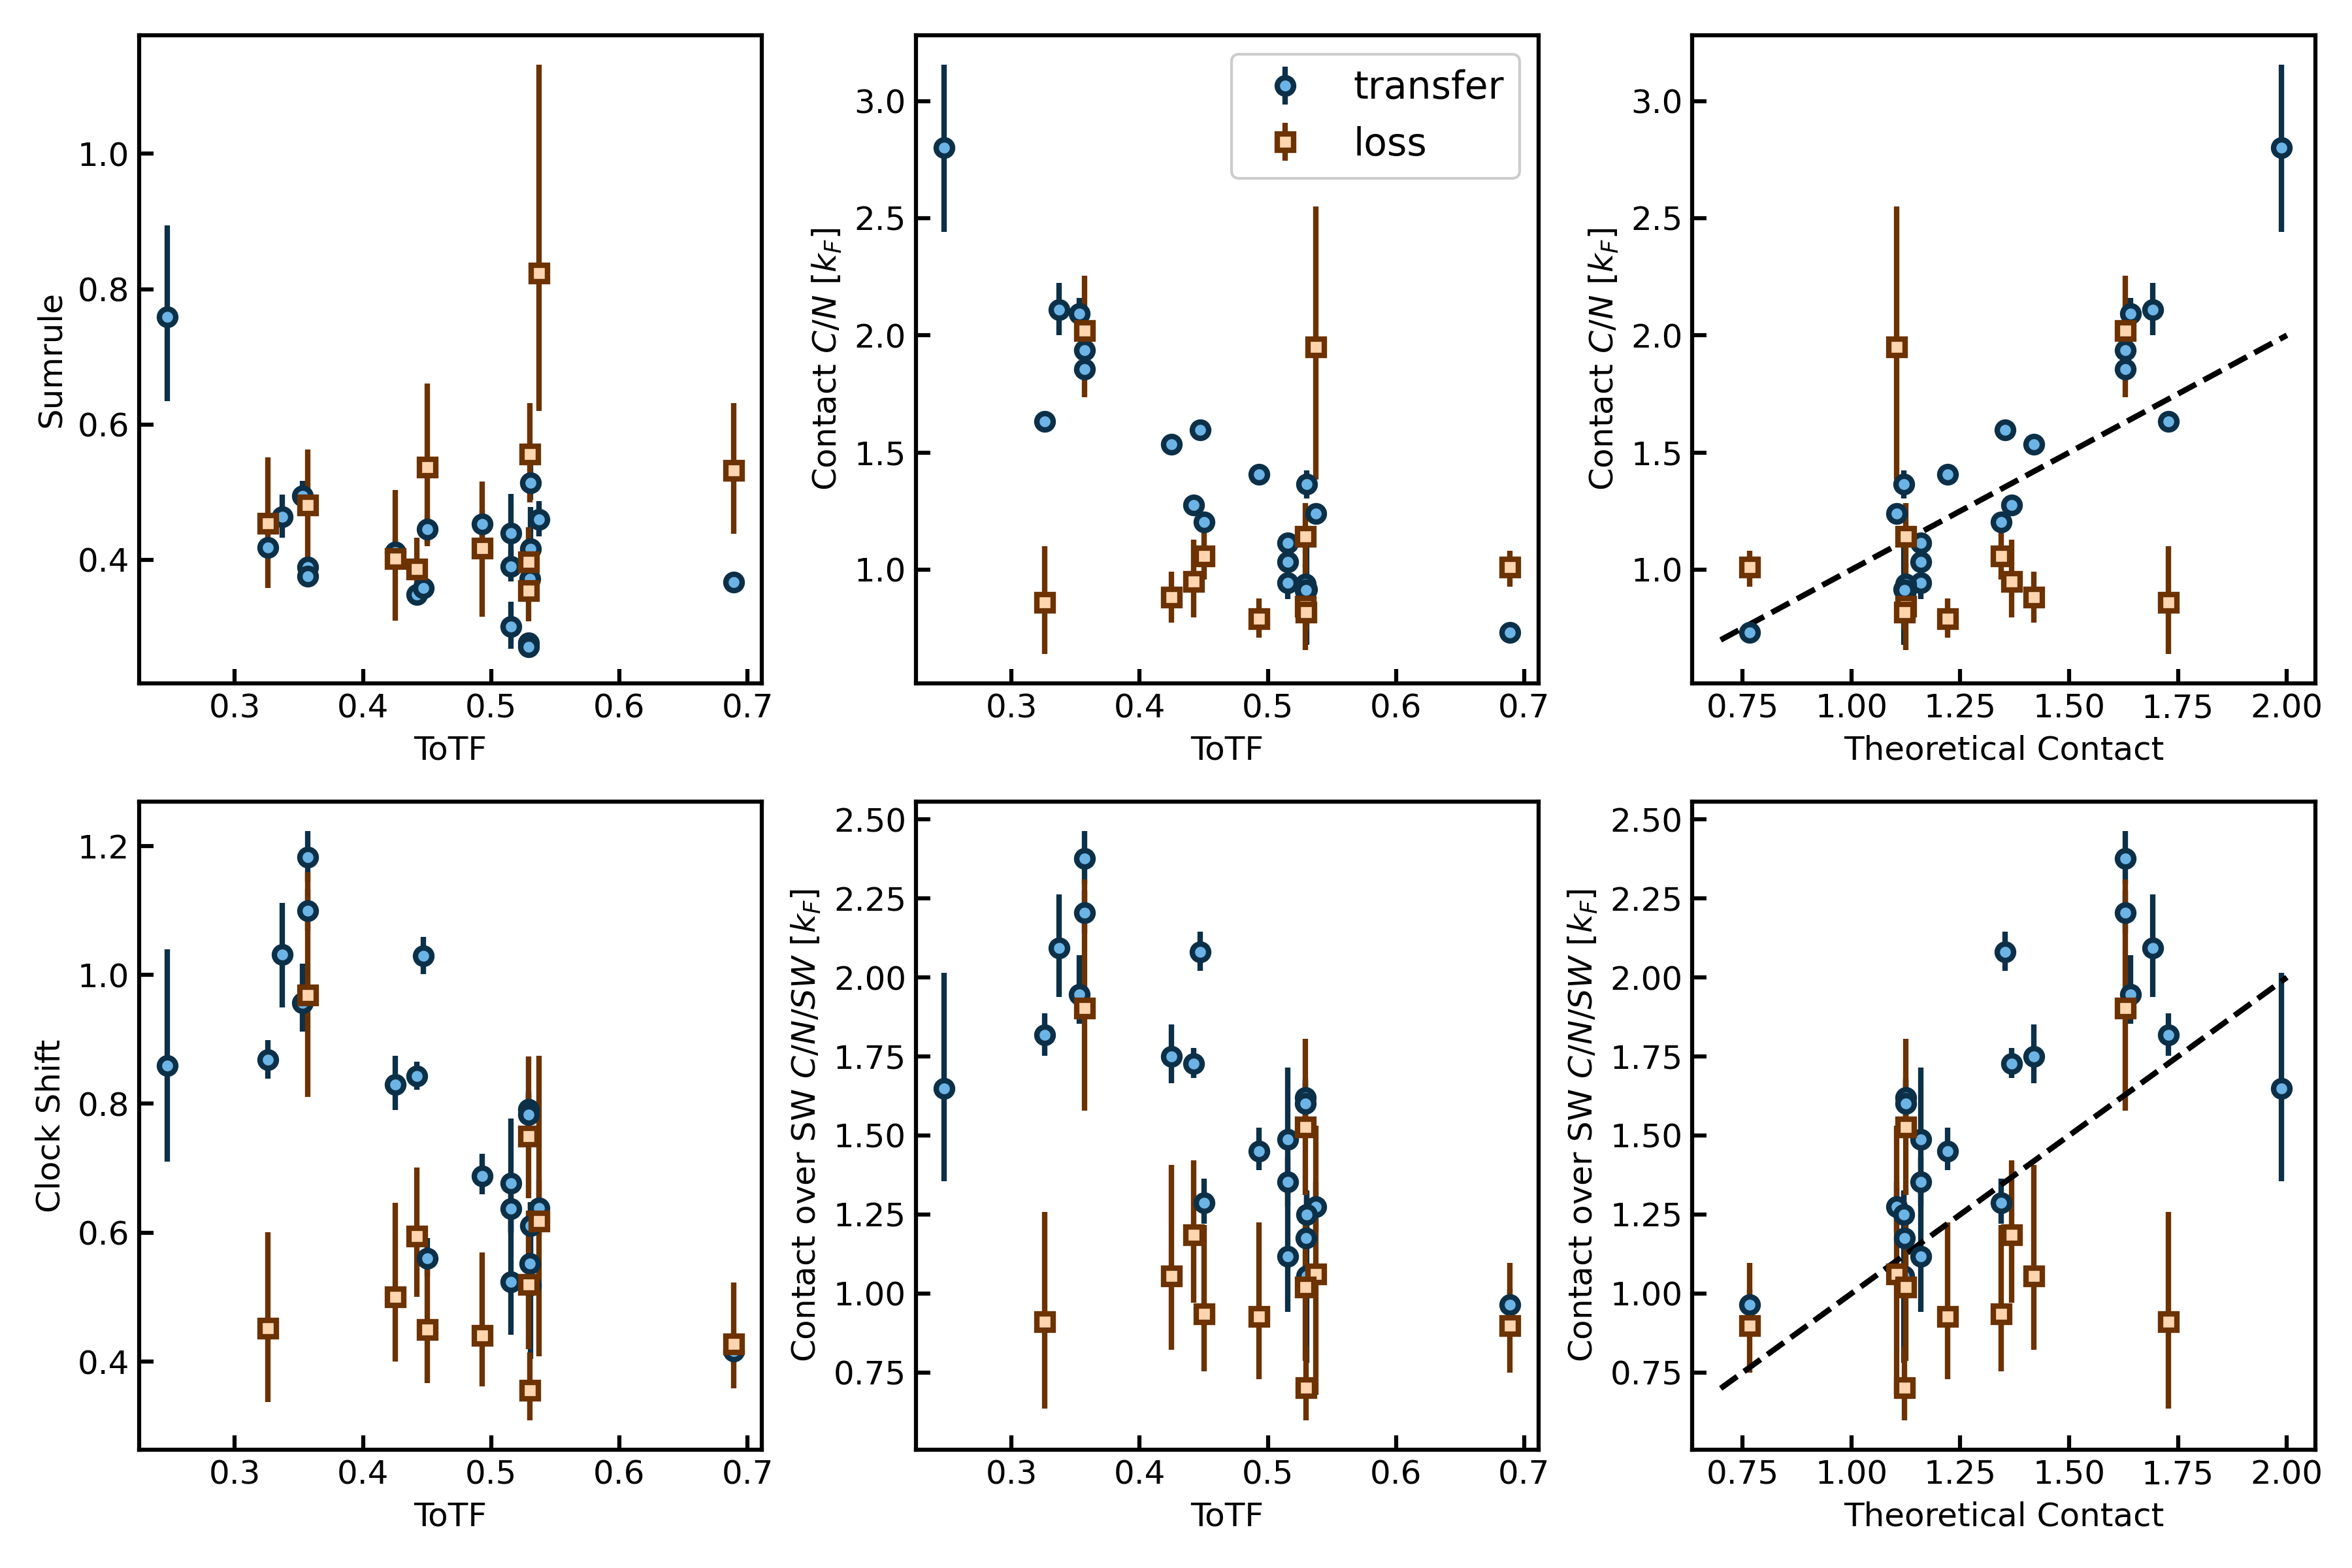 Sumrule
1.0
0.8
0.6
0.4
0.3 0.4 0.5 0.6 0.7
ToTF
Contact C/N [k_F]
3.0
2.5
2.0
1.5
1.0
transfer
loss
0.3 0.4 0.5 0.6 0.7
ToTF
Contact C/N [k_F]
3.0
2.5
2.0
1.5
1.0
0.75 1.00 1.25 1.50 1.75 2.00
Theoretical Contact
Clock Shift
1.2
1.0
0.8
0.6
0.4
0.3 0.4 0.5 0.6 0.7
ToTF
Contact over SW C/N/SW [k_F]
2.50
2.25
2.00
1.75
1.50
1.25
1.00
0.75
0.3 0.4 0.5 0.6 0.7
ToTF
Contact over SW C/N/SW [k_F]
2.50
2.25
2.00
1.75
1.50
1.25
1.00
0.75
0.75 1.00 1.25 1.50 1.75 2.00
Theoretical Contact